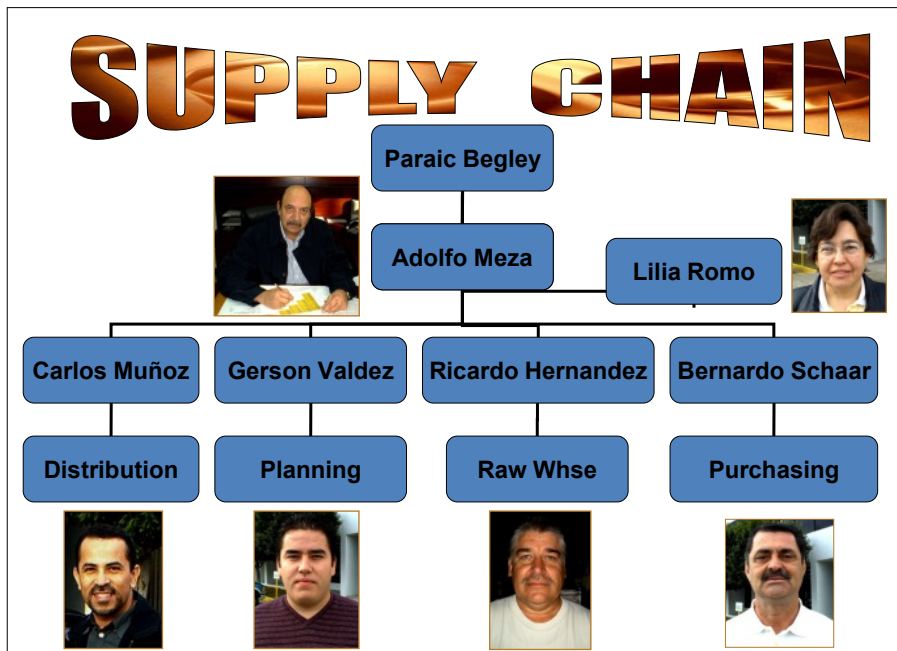 SUPPLY CHAIN
Paraic Begley
Adolfo Meza
Lilia Romo
Carlos Muñoz
Gerson Valdez
Ricardo Hernandez
Bernardo Schaar
Distribution
Planning
Raw Whse
Purchasing